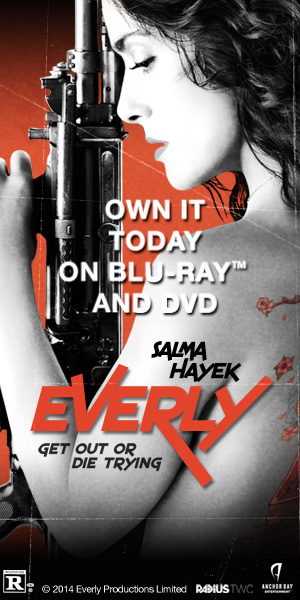 OWN IT
TODAY
ON BLU-RAY™
AND DVD
SALMA
HAYEK
EVERLY
GET OUT OR
DIE TRYING
R
© 2014 Everly Productions Limited
RADIUS TWC
ANCHOR BAY
ENTERTAINMENT